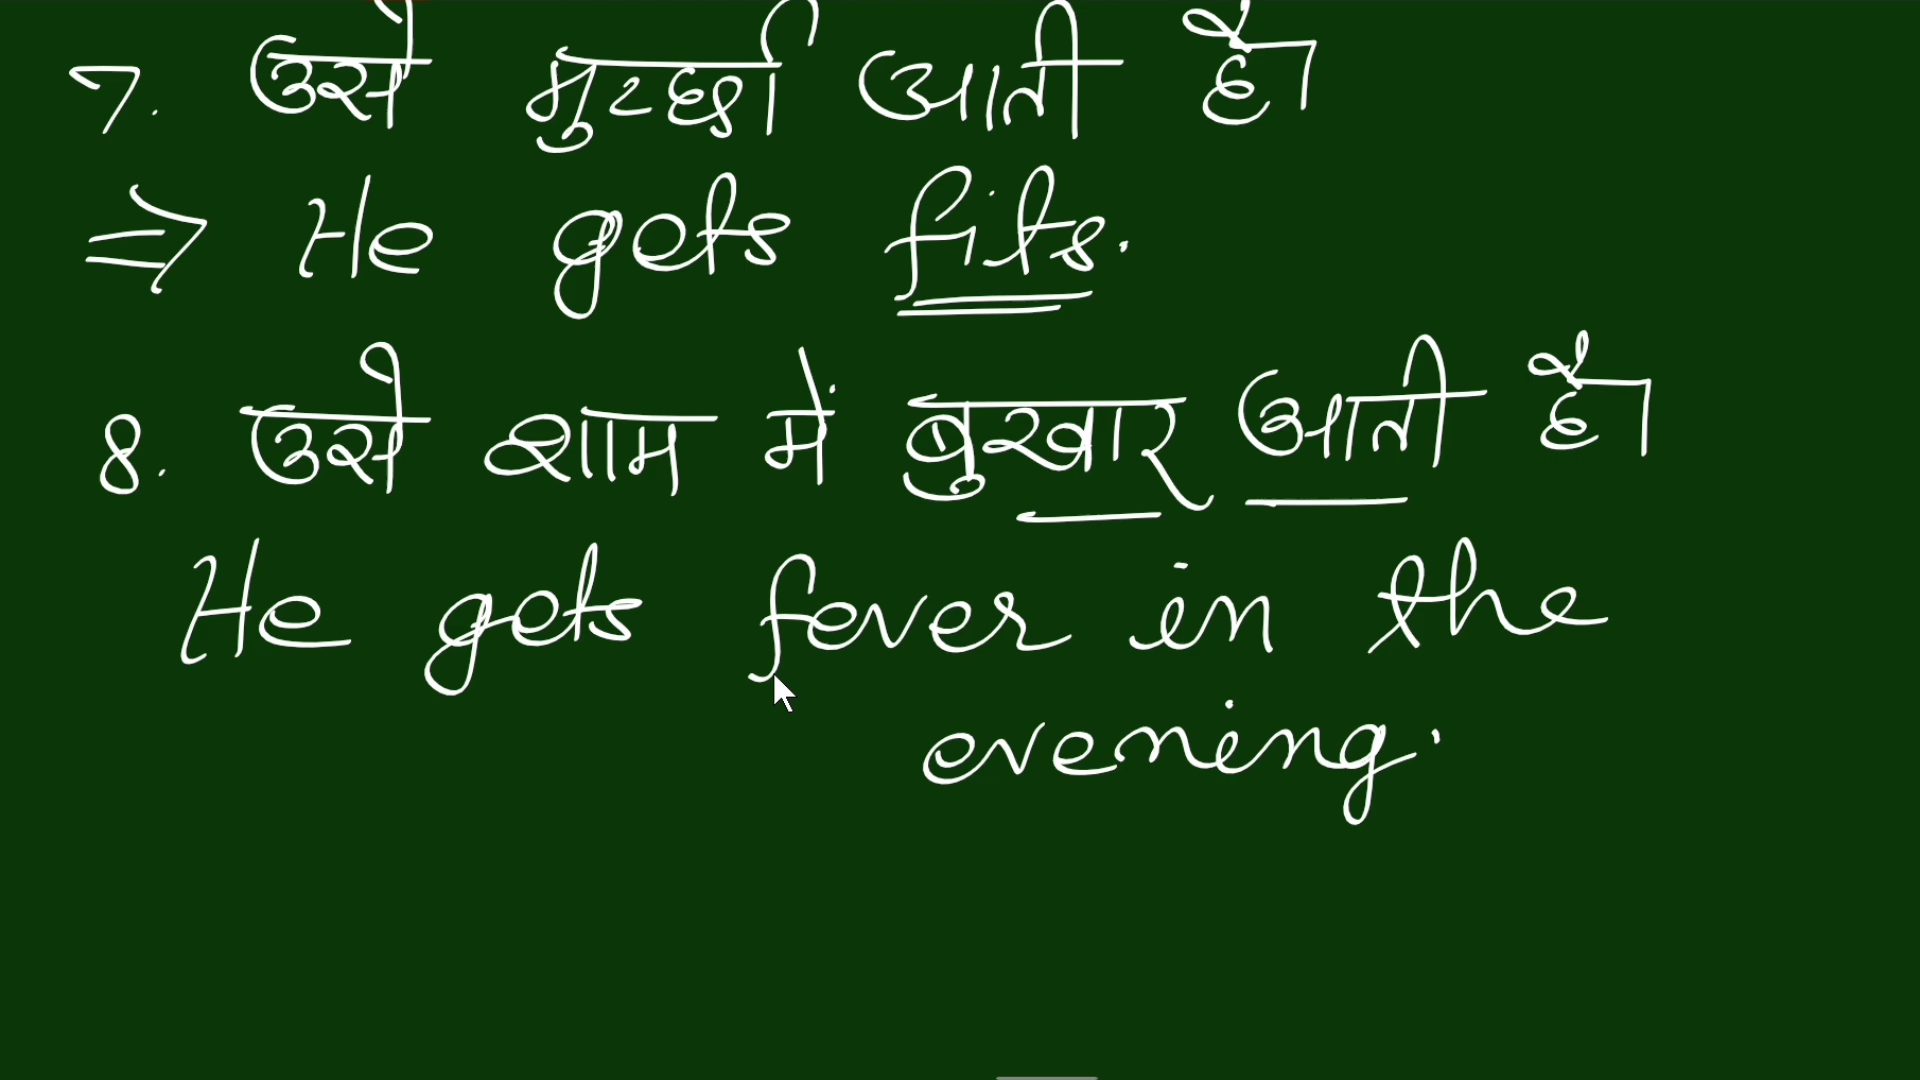 7. उसे मुर्च्छा आती है।
⇒ He gets fits.
8. उसे शाम में बुखार आती है।
He gets fever in the
evening.